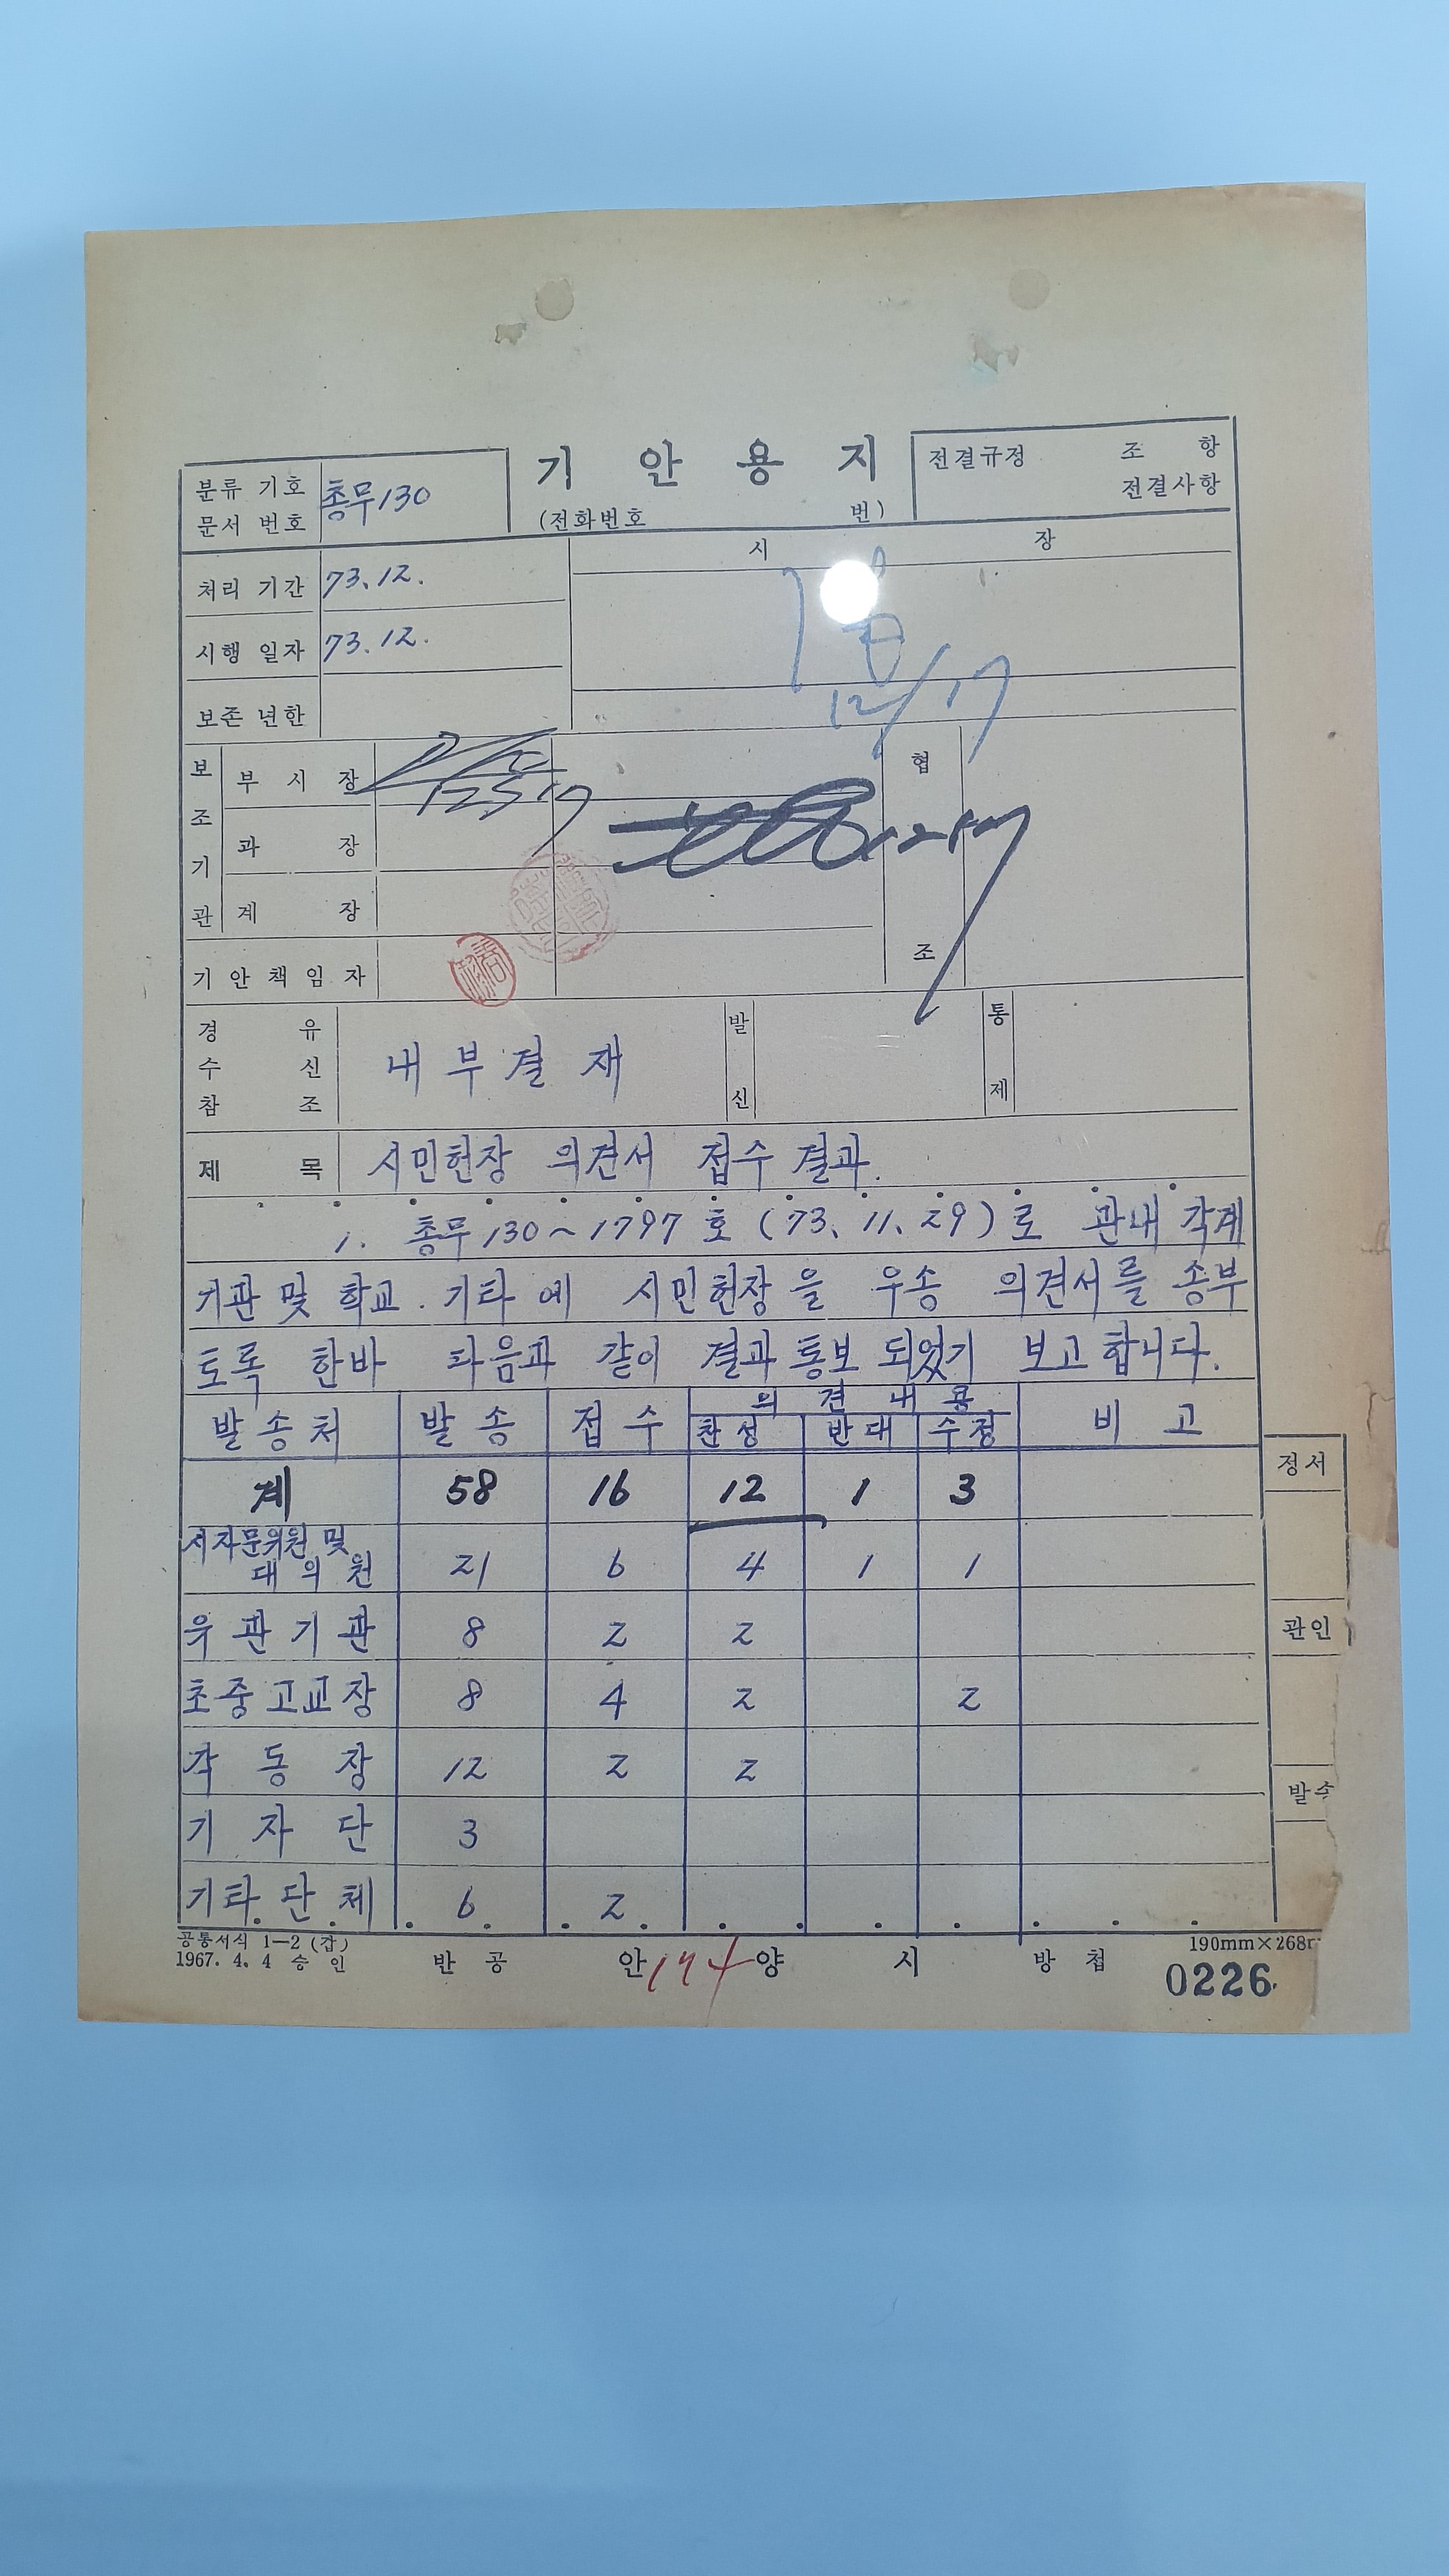 기 안 용 지
분류 기호
문서 번호 총무130
(전화번호 번)
전결규정 조 항
전결사항
처리 기간 73.12.
시행 일자 73.12.
보존 년한
시 장
12/17
보조기관
부 시 장
과 장
계 장
기 안 책 임 자
협 조
경 유
수 신
참 조
내 부 결 재
발 신
통 제
제 목 시민헌장 의견서 접수 결과.
1. 총무130~1797호 (73. 11. 29)로 관내 각계
기관 및 학교. 기타에 시민헌장을 우송 의견서를 송부
토록 한바 다음과 같이 결과 통보 되었기 보고합니다.
발송처 발송 접수 의 견 내 용 비 고
찬성 반대 수정
계 58 16 12 1 3
시자문위원 및
대 의 원 21 6 4 1 1
유 관 기 관 8 2 2
초중고교장 8 4 2 2
각 동 장 12 2 2
기 자 단 3
기타 단체 6 2
정서
관인
발송
공통서식 1—2 (갑)
1967. 4. 4 승 인
반 공 안 양 시 방 첩
174
190mm×268
0226